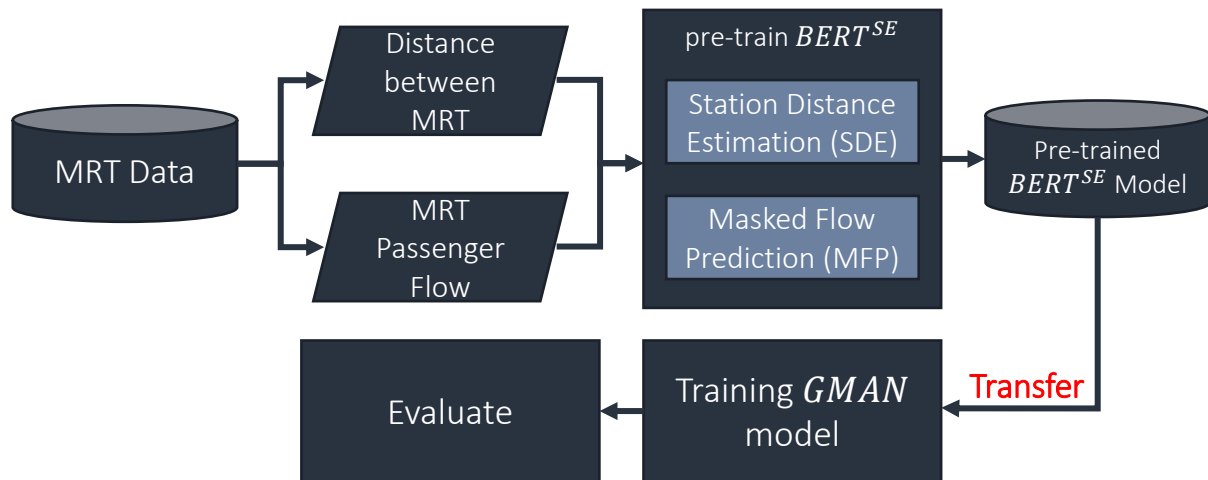 MRT Data
Distance
between
MRT
MRT
Passenger
Flow
pre-train BERT^SE
Station Distance
Estimation (SDE)
Masked Flow
Prediction (MFP)
Pre-trained
BERT^SE Model
Transfer
Training GMAN
model
Evaluate